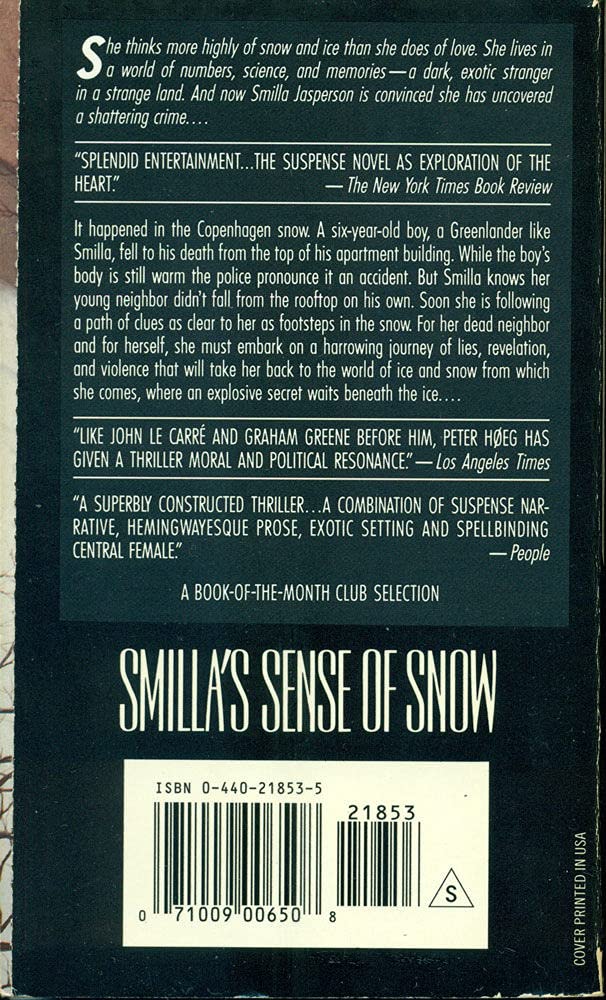 She thinks more highly of snow and ice than she does of love. She lives in
a world of numbers, science, and memories—a dark, exotic stranger
in a strange land. And now Smilla Jasperson is convinced she has uncovered
a shattering crime....
“SPLENDID ENTERTAINMENT...THE SUSPENSE NOVEL AS EXPLORATION OF THE
HEART.” —The New York Times Book Review
It happened in the Copenhagen snow. A six-year-old boy, a Greenlander like
Smilla, fell to his death from the top of his apartment building. While the boy's
body is still warm the police pronounce it an accident. But Smilla knows her
young neighbor didn't fall from the rooftop on his own. Soon she is following
a path of clues as clear to her as footsteps in the snow. For her dead neighbor
and for herself, she must embark on a harrowing journey of lies, revelation,
and violence that will take her back to the world of ice and snow from which
she comes, where an explosive secret waits beneath the ice....
“LIKE JOHN LE CARRÉ AND GRAHAM GREENE BEFORE HIM, PETER HØEG HAS
GIVEN A THRILLER MORAL AND POLITICAL RESONANCE.”—Los Angeles Times
“A SUPERBLY CONSTRUCTED THRILLER...A COMBINATION OF SUSPENSE NAR-
RATIVE, HEMINGWAYESQUE PROSE, EXOTIC SETTING AND SPELLBINDING
CENTRAL FEMALE.” —People
A BOOK-OF-THE-MONTH CLUB SELECTION
SMILLA'S SENSE OF SNOW
ISBN 0-440-21853-5
21853
0 71009 00650 8
S
COVER PRINTED IN USA